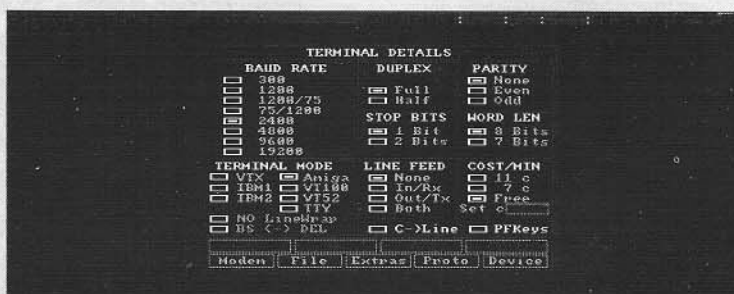 TERMINAL DETAILS
BAUD RATE DUPLEX PARITY
300 None
1200 Full Even
1200/75 Half Odd
75/1200
2400 STOP BITS WORD LEN
4800 1 Bit 8 Bits
9600 2 Bits 7 Bits
19200
TERMINAL MODE LINE FEED COST/MIN
VTX Amiga None 11 c
IBM1 VT100 In/Rx 7 c
IBM2 VT52 Out/Tx Free
TTY Both Set c
NO LineWrap
BS <-> DEL C->Line PFKeys
Modem File Extras Proto Device